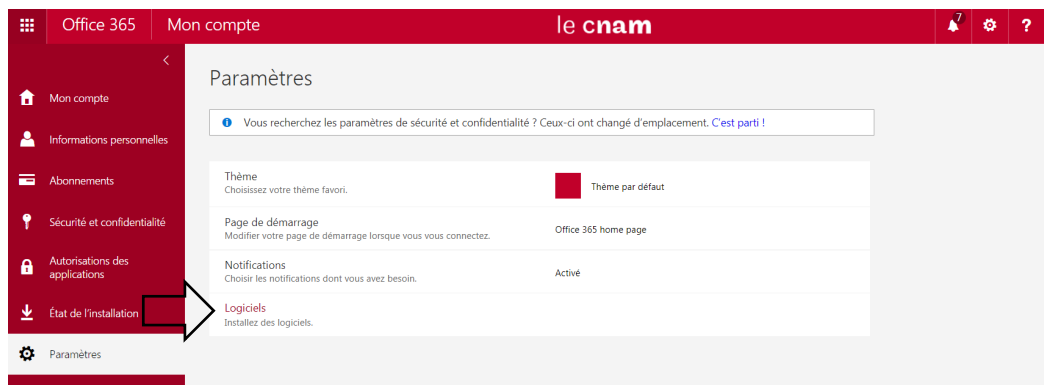 Office 365
Mon compte
le cnam
7
?
Mon compte
Informations personnelles
Abonnements
Sécurité et confidentialité
Autorisations des
applications
État de l'installation
Paramètres
Paramètres
Vous recherchez les paramètres de sécurité et confidentialité ? Ceux-ci ont changé d'emplacement. C'est parti !
Thème
Choisissez votre thème favori.
Thème par défaut
Page de démarrage
Modifier votre page de démarrage lorsque vous vous connectez.
Office 365 home page
Notifications
Choisir les notifications dont vous avez besoin.
Activé
Logiciels
Installez des logiciels.